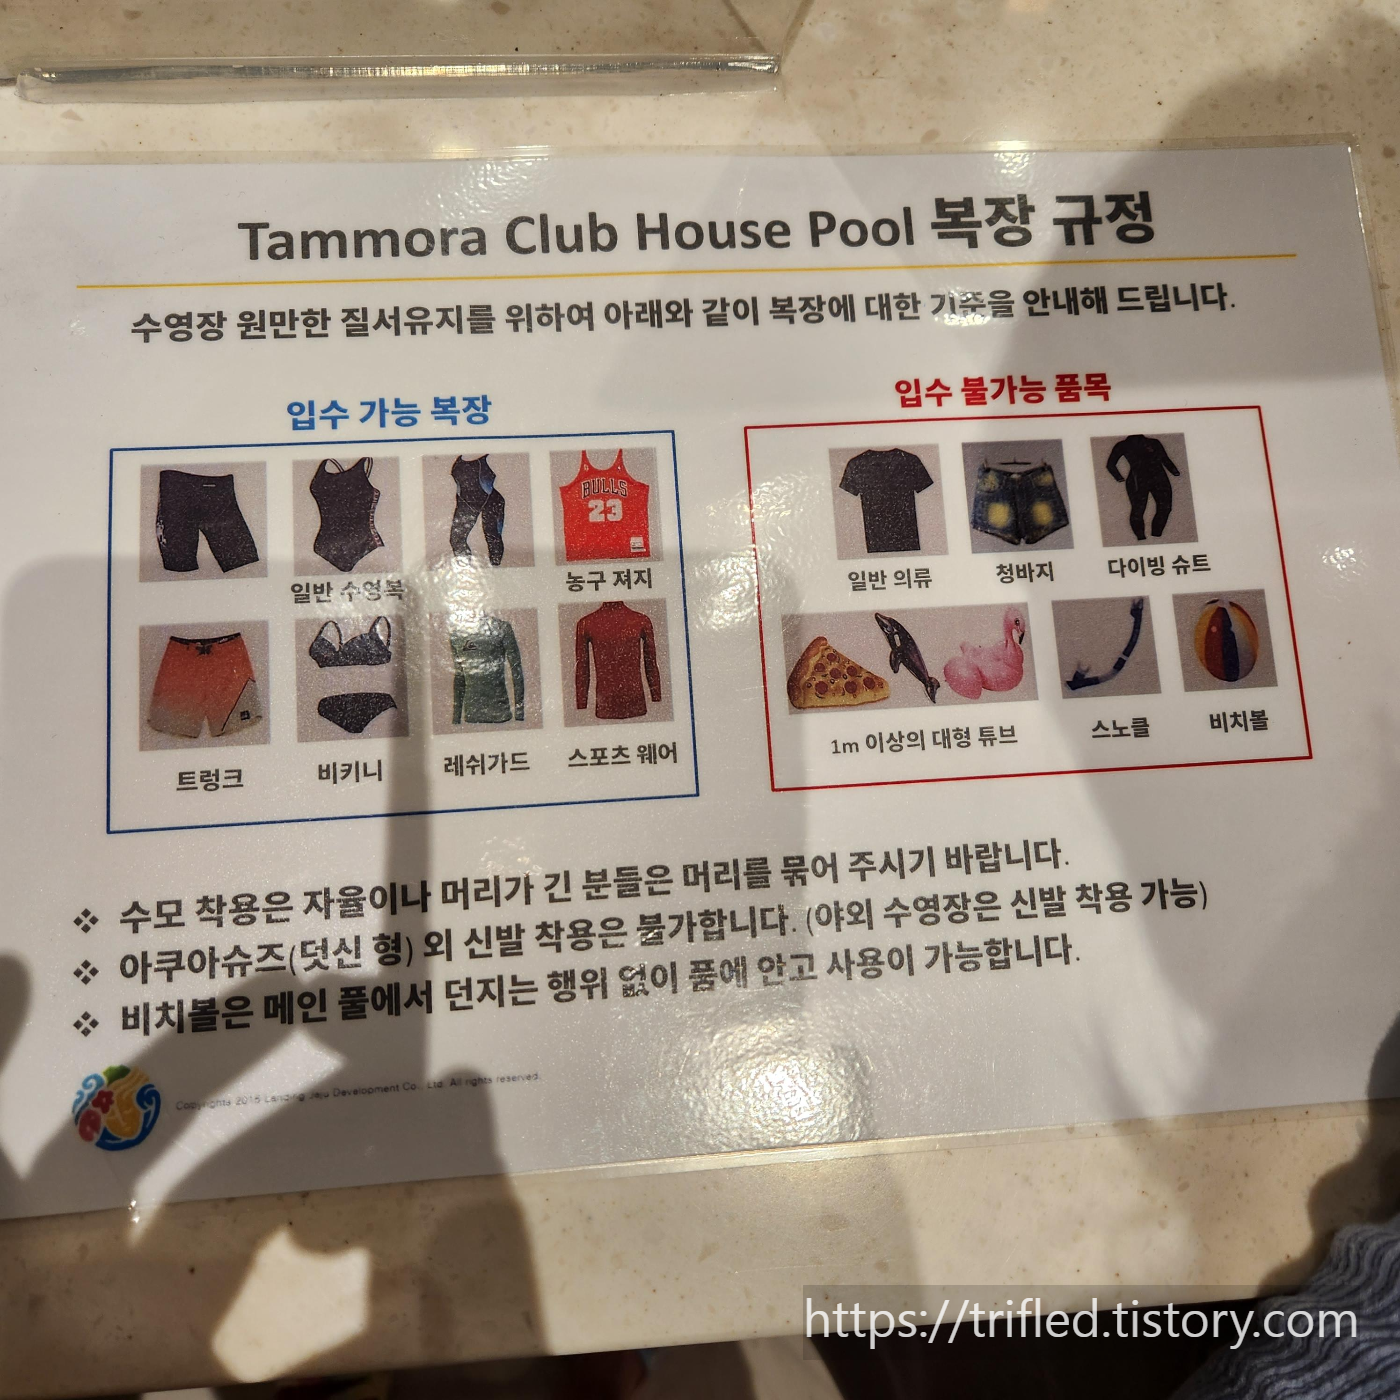 Tammora Club House Pool 복장 규정
수영장 원만한 질서유지를 위하여 아래와 같이 복장에 대한 기준을 안내해 드립니다.
입수 가능 복장
BULLS
23
일반 수영복
농구 져지
트렁크
비키니
레쉬가드
스포츠 웨어
입수 불가능 품목
일반 의류
청바지
다이빙 슈트
1m 이상의 대형 튜브
스노클
비치볼
❖ 수모 착용은 자율이나 머리가 긴 분들은 머리를 묶어 주시기 바랍니다.
❖ 아쿠아슈즈(덧신 형) 외 신발 착용은 불가합니다. (야외 수영장은 신발 착용 가능)
❖ 비치볼은 메인 풀에서 던지는 행위 없이 품에 안고 사용이 가능합니다.
Copyrights 2018 Landing Jeju Development Co., Ltd. All rights reserved.
https://trifled.tistory.com